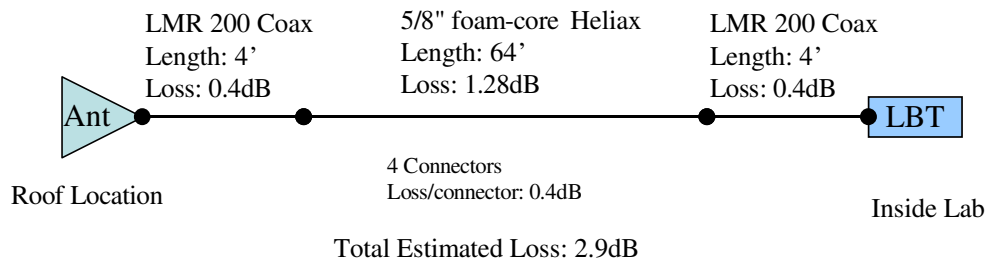 LMR 200 Coax
Length: 4’
Loss: 0.4dB
5/8" foam-core Heliax
Length: 64’
Loss: 1.28dB
LMR 200 Coax
Length: 4’
Loss: 0.4dB
Ant
LBT
4 Connectors
Loss/connector: 0.4dB
Roof Location
Inside Lab
Total Estimated Loss: 2.9dB